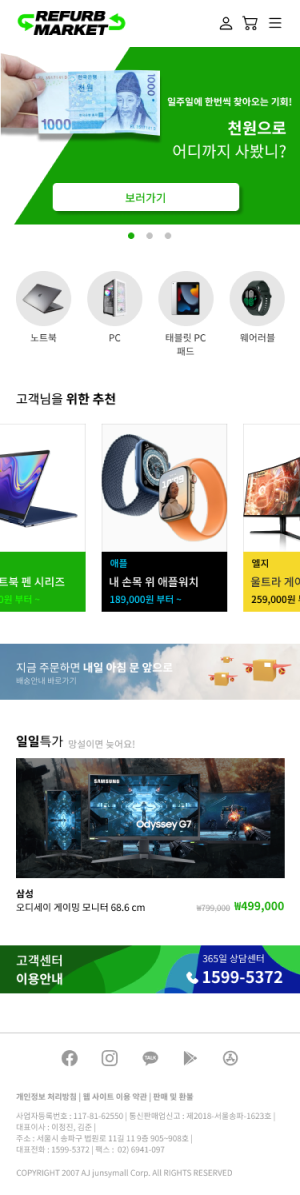 REFURB
MARKET
한국은행
천원
1000
1000
일주일에 한번씩 찾아오는 기회!
천원으로
어디까지 사봤니?
보러가기
노트북
PC
태블릿 PC
패드
웨어러블
고객님을 위한 추천
트북 펜 시리즈
0원 부터 ~
애플
내 손목 위 애플워치
189,000원 부터 ~
엘지
울트라 게이
259,000원 부
지금 주문하면 내일 아침 문 앞으로
배송안내 바로가기
일일특가 망설이면 늦어요!
SAMSUNG
Odyssey G7
삼성
오디세이 게이밍 모니터 68.6 cm
₩799,000 ₩499,000
고객센터
이용안내
365일 상담센터
1599-5372
TALK
개인정보 처리방침 | 웹 사이트 이용 약관 | 판매 및 환불
사업자등록번호 : 117-81-62550 | 통신판매업신고 : 제2018-서울송파-1623호 |
대표이사 : 이정진, 김준 |
주소 : 서울시 송파구 법원로 11길 11 9층 905~908호 |
대표전화 : 1599-5372 | 팩스 : 02) 6941-097
COPYRIGHT 2007 AJ junsymall Corp. All RIGHTS RESERVED